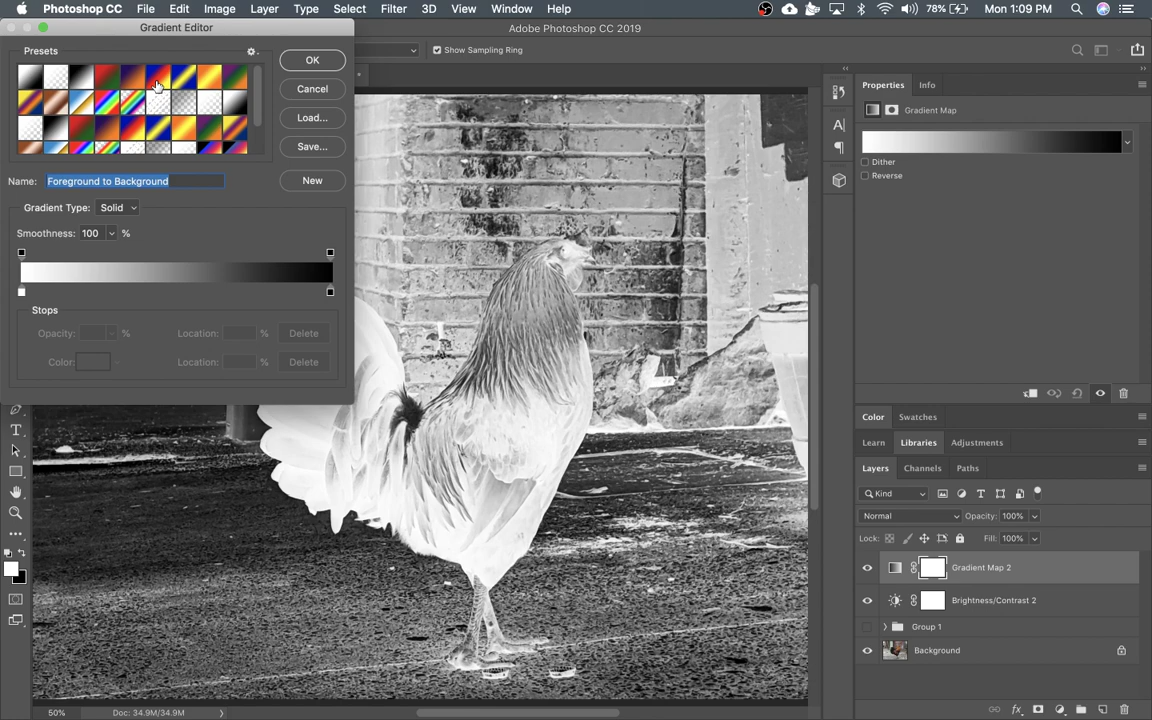 Photoshop CC File Edit Image Layer Type Select Filter 3D View Window Help 78% Mon 1:09 PM
Gradient Editor
Adobe Photoshop CC 2019
Show Sampling Ring
Presets
OK
Cancel
Load...
Save...
Name: Foreground to Background
New
Gradient Type: Solid
Smoothness: 100 %
Stops
Opacity: % Location: % Delete
Color: Location: % Delete
Properties Info
Gradient Map
Dither
Reverse
Color Swatches
Learn Libraries Adjustments
Layers Channels Paths
Kind
Normal Opacity: 100%
Lock: Fill: 100%
Gradient Map 2
Brightness/Contrast 2
Group 1
Background
50% Doc: 34.9M/34.9M